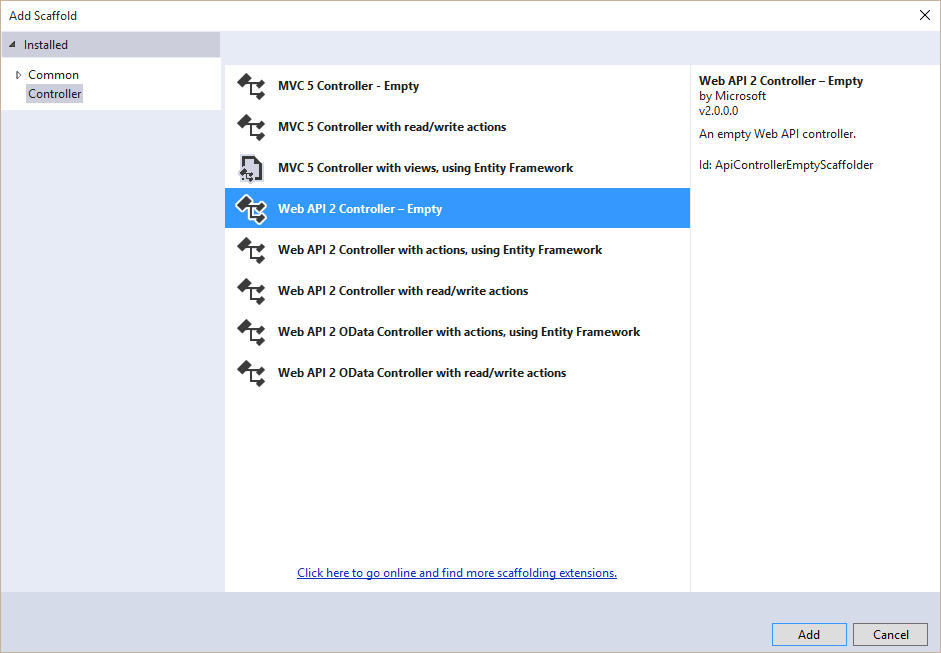 Add Scaffold
Installed
Common
Controller
MVC 5 Controller - Empty
MVC 5 Controller with read/write actions
MVC 5 Controller with views, using Entity Framework
Web API 2 Controller – Empty
Web API 2 Controller with actions, using Entity Framework
Web API 2 Controller with read/write actions
Web API 2 OData Controller with actions, using Entity Framework
Web API 2 OData Controller with read/write actions
Click here to go online and find more scaffolding extensions.
Web API 2 Controller – Empty
by Microsoft
v2.0.0.0
An empty Web API controller.
Id: ApiControllerEmptyScaffolder
Add
Cancel